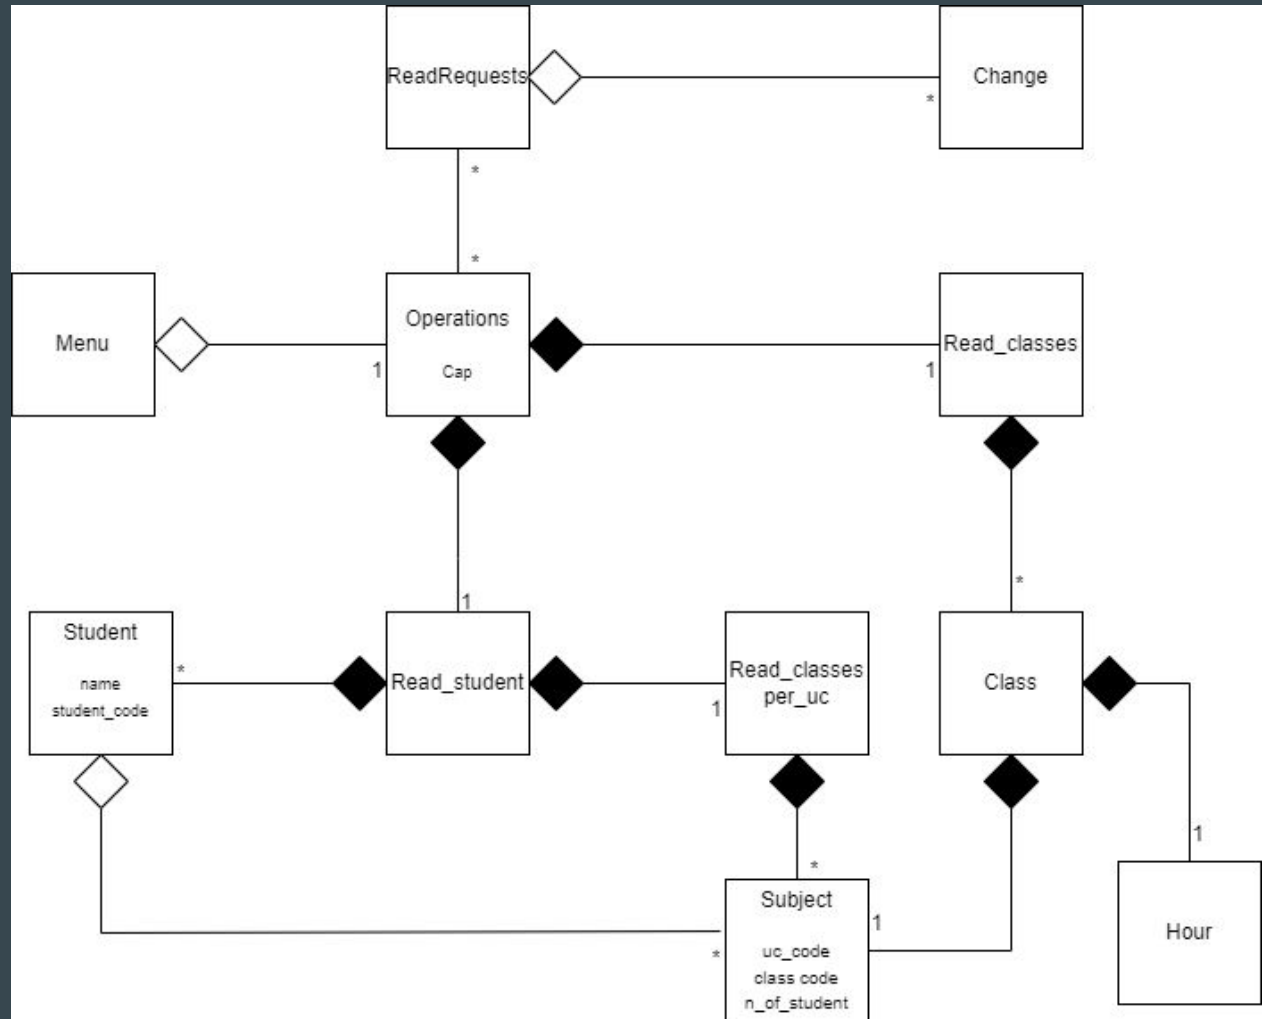 ReadRequests
Change
*
*
*
Menu
Operations
Cap
Read_classes
1
1
*
1
Student
name
student_code
*
Read_student
Read_classes
per_uc
1
Class
1
*
Subject
uc_code
class code
n_of_student
1
*
Hour